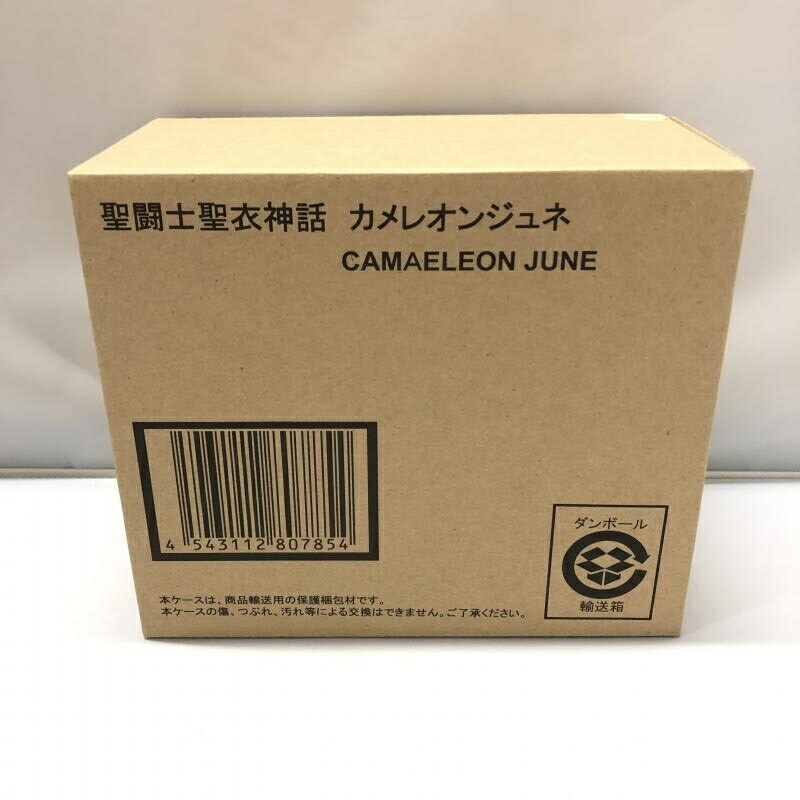 聖闘士聖衣神話 カメレオンジュネ
CAMAELEON JUNE
4 543112 807854
本ケースは、商品輸送用の保護梱包材です。
本ケースの傷、つぶれ、汚れ等による交換はできません。ご了承ください。
ダンボール
輸送箱